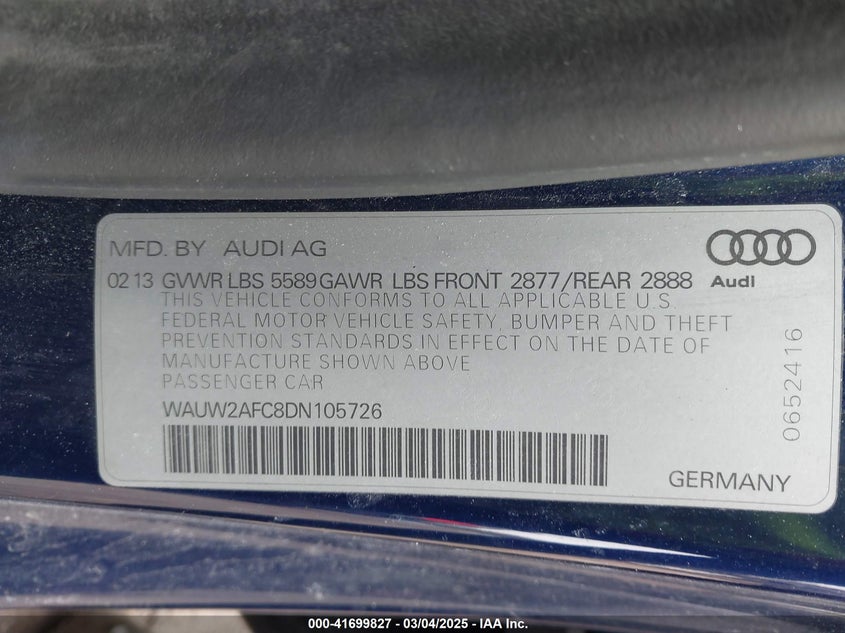 MFD. BY AUDI AG
Audi
02 13 GVWR LBS 5589 GAWR LBS FRONT 2877/REAR 2888
THIS VEHICLE CONFORMS TO ALL APPLICABLE U.S.
FEDERAL MOTOR VEHICLE SAFETY, BUMPER AND THEFT
PREVENTION STANDARDS IN EFFECT ON THE DATE OF
MANUFACTURE SHOWN ABOVE
PASSENGER CAR
WAUW2AFC8DN105726
0652416
GERMANY
000-41699827 - 03/04/2025 - IAA Inc.